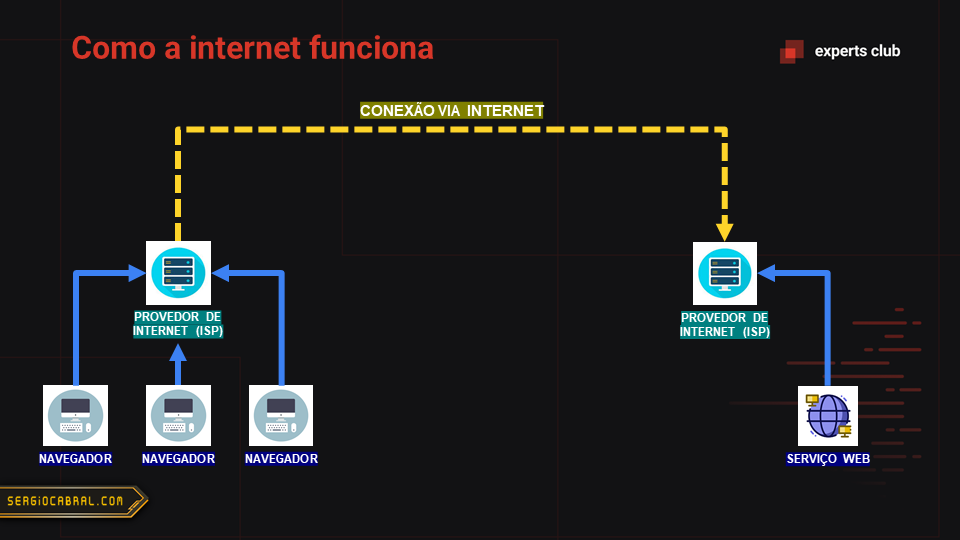 Como a internet funciona
experts club
CONEXÃO VIA INTERNET
PROVEDOR DE
INTERNET (ISP)
PROVEDOR DE
INTERNET (ISP)
NAVEGADOR
NAVEGADOR
NAVEGADOR
SERVIÇO WEB
SERGIOCABRAL.COM